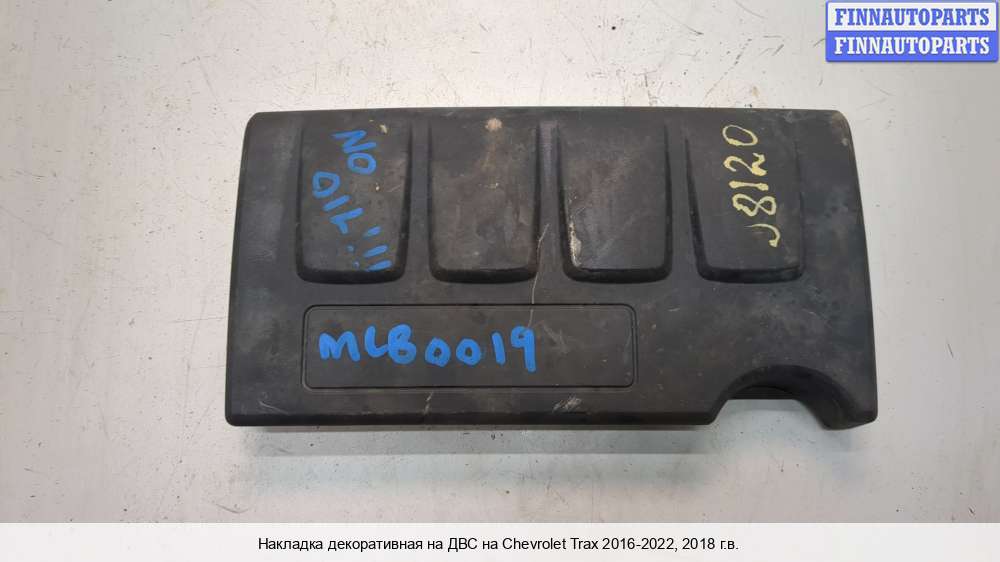 FINNAUTOPARTS
FINNAUTOPARTS
NO
OIL!!!
J8120
MLB0019
Накладка декоративная на ДВС на Chevrolet Trax 2016-2022, 2018 г.в.